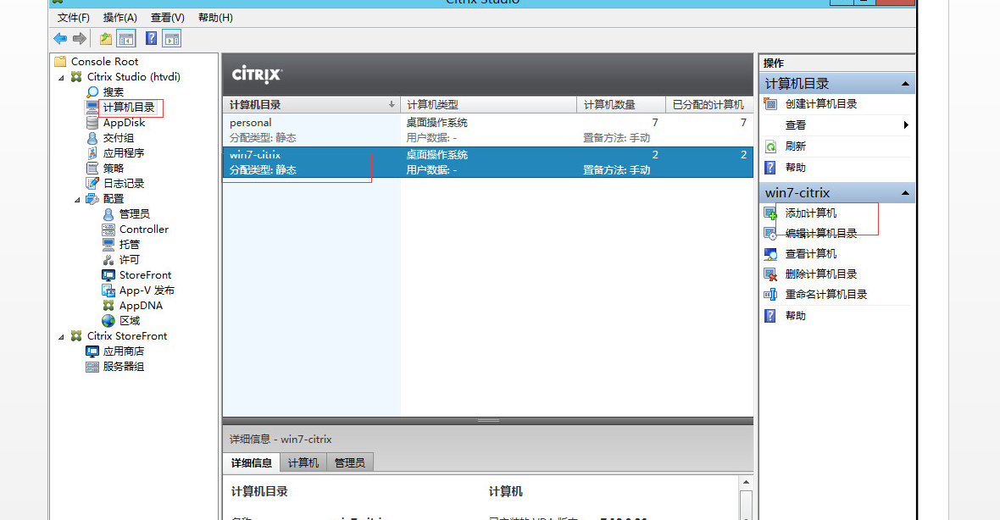 Citrix Studio
文件(F) 操作(A) 查看(V) 帮助(H)
Console Root
Citrix Studio (htvdi)
搜索
计算机目录
AppDisk
交付组
应用程序
策略
日志记录
配置
管理员
Controller
托管
许可
StoreFront
App-V 发布
AppDNA
区域
Citrix StoreFront
应用商店
服务器组
CITRIX
计算机目录 计算机类型 计算机数量 已分配的计算机
personal 桌面操作系统 7 7
分配类型: 静态 用户数据: - 置备方法: 手动
win7-citrix 桌面操作系统 2 2
分配类型: 静态 用户数据: - 置备方法: 手动
详细信息 - win7-citrix
详细信息 计算机 管理员
计算机目录 计算机
操作
计算机目录
创建计算机目录
查看
刷新
帮助
win7-citrix
添加计算机
编辑计算机目录
查看计算机
删除计算机目录
重命名计算机目录
帮助